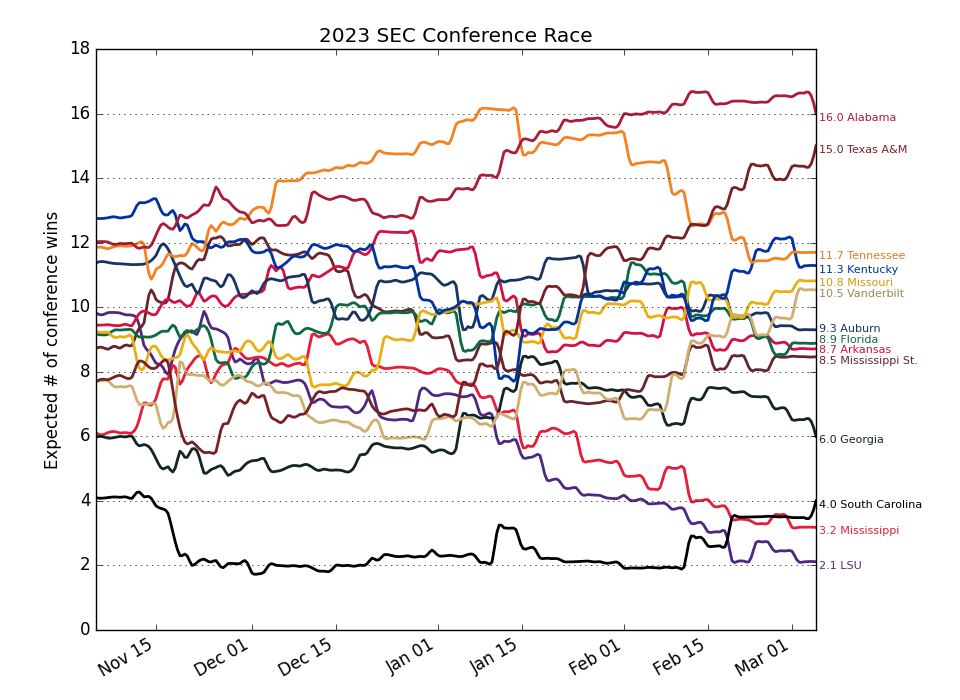 2023 SEC Conference Race
Expected # of conference wins
18
16
14
12
10
8
6
4
2
0
Nov 15
Dec 01
Dec 15
Jan 01
Jan 15
Feb 01
Feb 15
Mar 01
16.0 Alabama
15.0 Texas A&M
11.7 Tennessee
11.3 Kentucky
10.8 Missouri
10.5 Vanderbilt
9.3 Auburn
8.9 Florida
8.7 Arkansas
8.5 Mississippi St.
6.0 Georgia
4.0 South Carolina
3.2 Mississippi
2.1 LSU